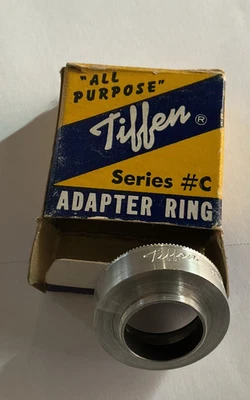 "ALL
PURPOSE"
Tiffen ®
Series #C
ADAPTER RING
Tiffen